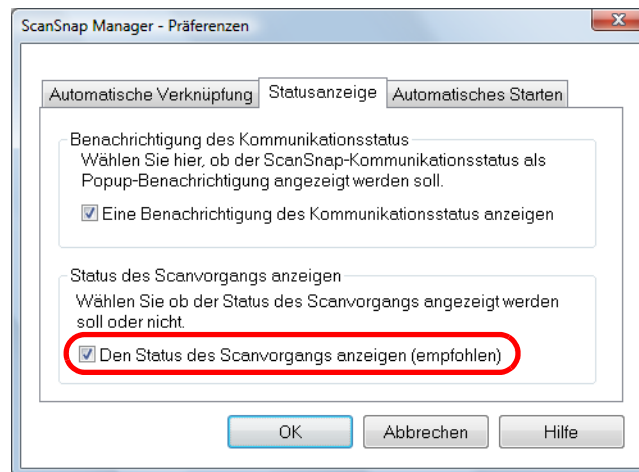 ScanSnap Manager - Präferenzen
Automatische Verknüpfung Statusanzeige Automatisches Starten
Benachrichtigung des Kommunikationsstatus
Wählen Sie hier, ob der ScanSnap-Kommunikationsstatus als
Popup-Benachrichtigung angezeigt werden soll.
Eine Benachrichtigung des Kommunikationsstatus anzeigen
Status des Scanvorgangs anzeigen
Wählen Sie ob der Status des Scanvorgangs angezeigt werden
soll oder nicht.
Den Status des Scanvorgangs anzeigen (empfohlen)
OK Abbrechen Hilfe